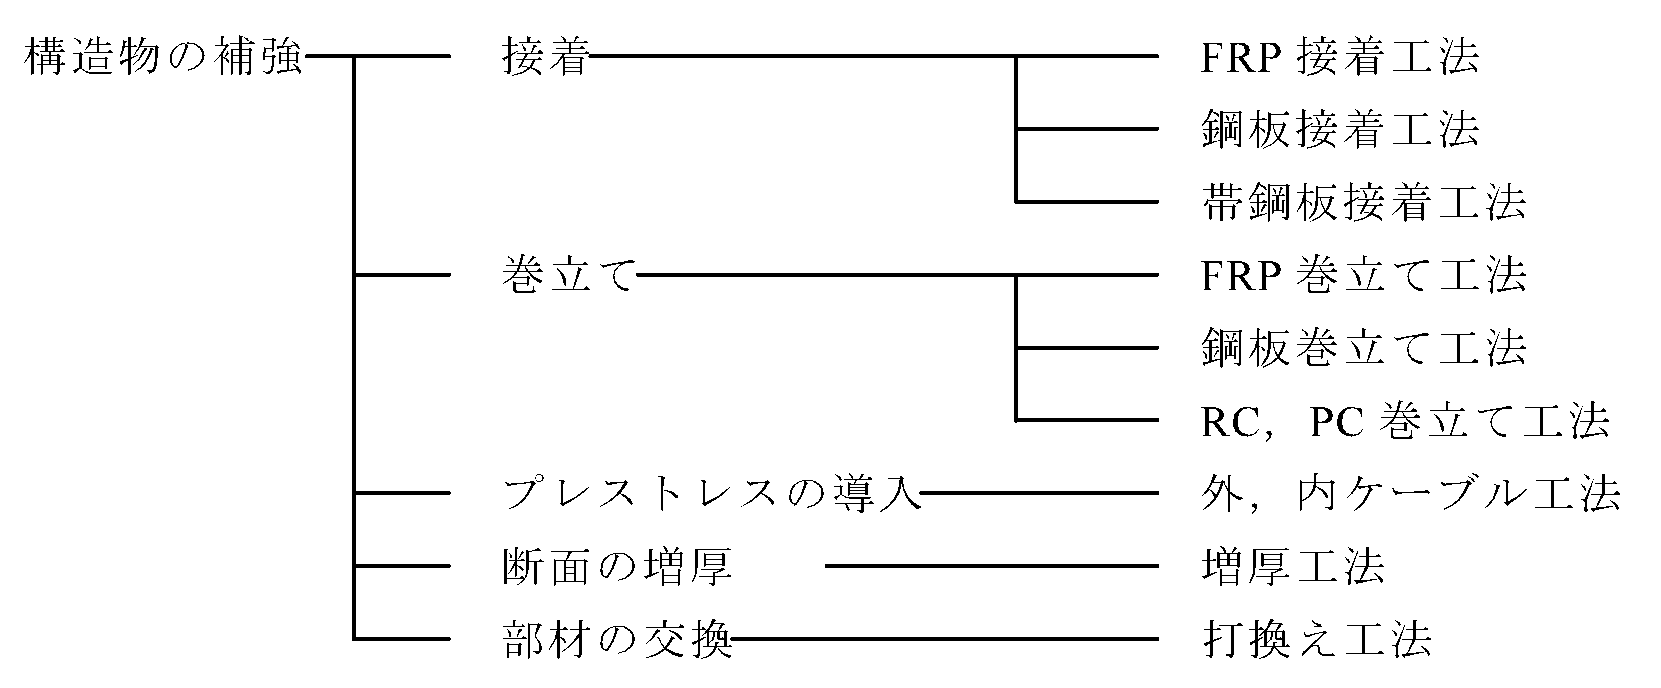 構造物の補強 接着 FRP 接着工法
鋼板接着工法
帯鋼板接着工法
巻立て FRP 巻立て工法
鋼板巻立て工法
RC，PC 巻立て工法
プレストレスの導入 外，内ケーブル工法
断面の増厚 増厚工法
部材の交換 打換え工法